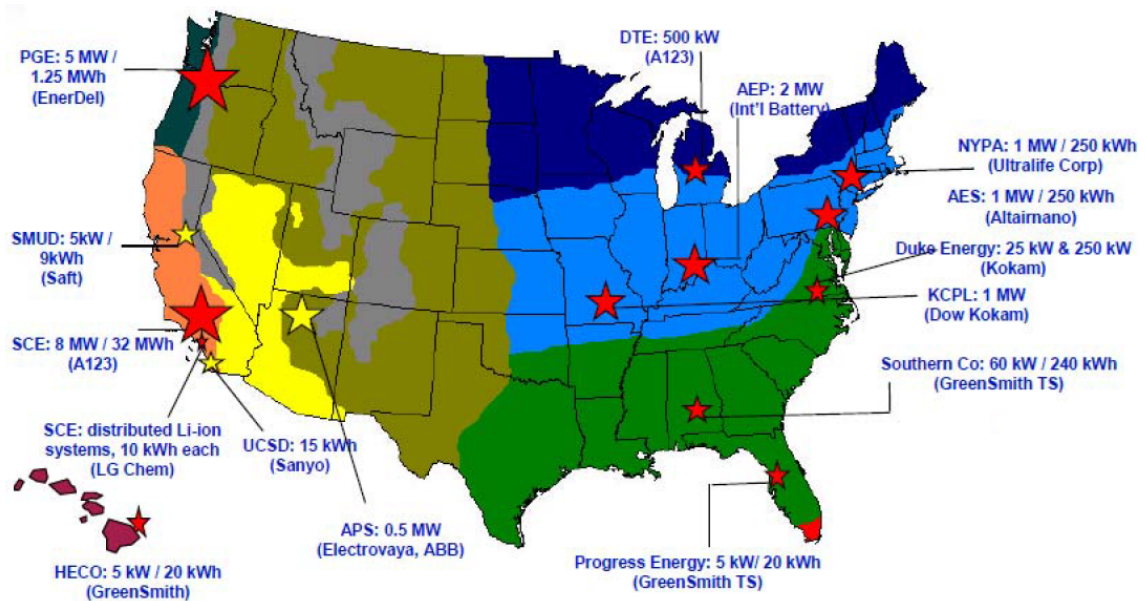 PGE: 5 MW /
1.25 MWh
(EnerDel)
DTE: 500 kW
(A123)
AEP: 2 MW
(Int'l Battery)
NYPA: 1 MW / 250 kWh
(Ultralife Corp)
AES: 1 MW / 250 kWh
(Altairnano)
SMUD: 5kW /
9kWh
(Saft)
Duke Energy: 25 kW & 250 kW
(Kokam)
KCPL: 1 MW
(Dow Kokam)
SCE: 8 MW / 32 MWh
(A123)
Southern Co: 60 kW / 240 kWh
(GreenSmith TS)
SCE: distributed Li-ion
systems, 10 kWh each
(LG Chem)
UCSD: 15 kWh
(Sanyo)
APS: 0.5 MW
(Electrovaya, ABB)
Progress Energy: 5 kW/ 20 kWh
(GreenSmith TS)
HECO: 5 kW / 20 kWh
(GreenSmith)